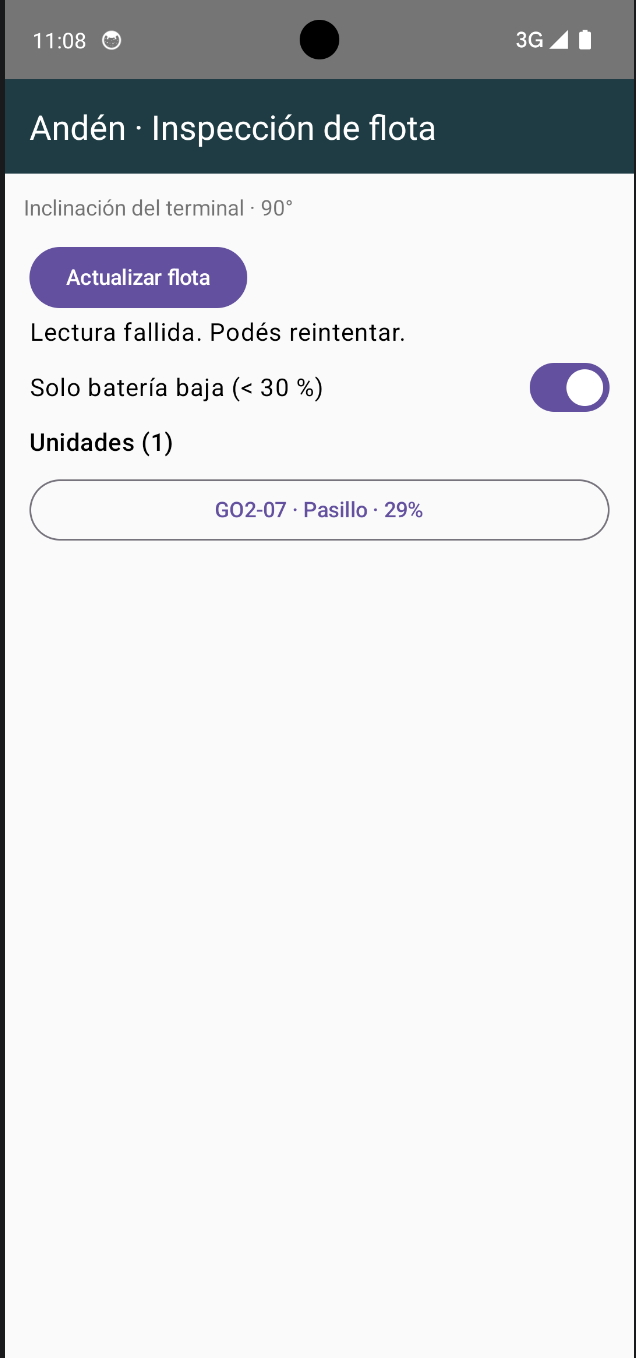 11:08
3G
Andén · Inspección de flota
Inclinación del terminal · 90°
Actualizar flota
Lectura fallida. Podés reintentar.
Solo batería baja (< 30 %)
Unidades (1)
GO2-07 · Pasillo · 29%